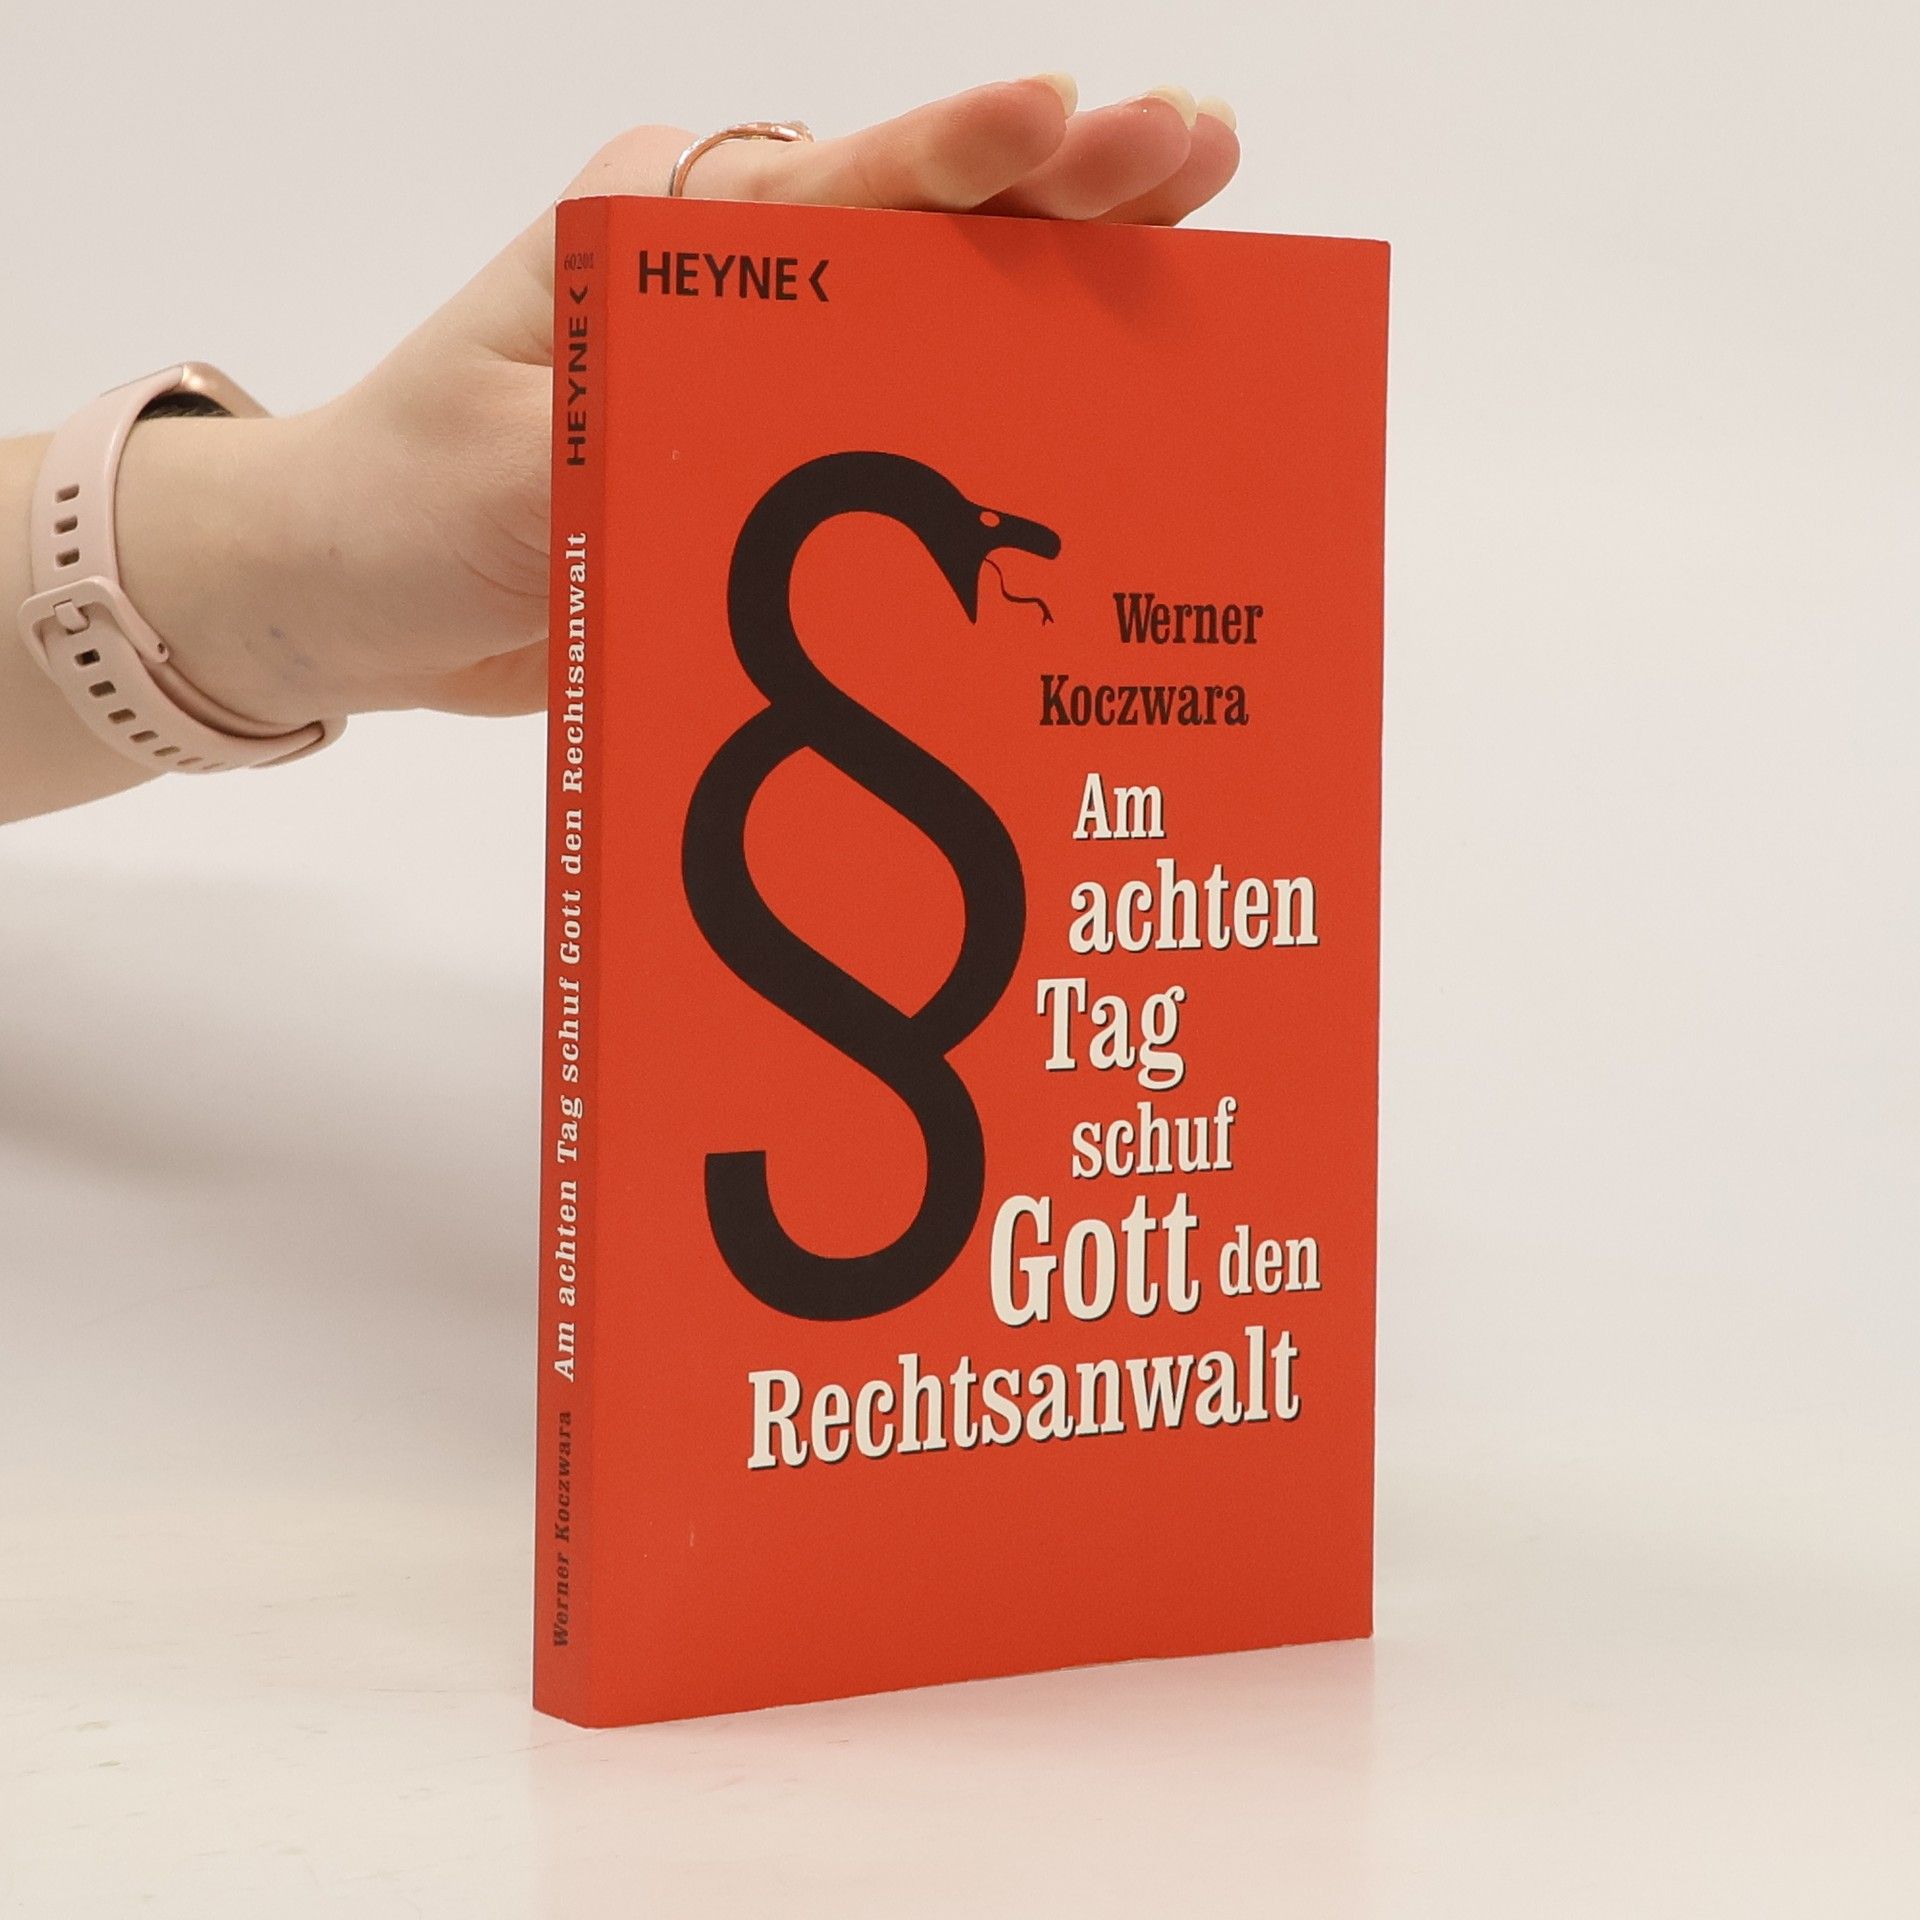 HEYNE<
Werner
Koczwara
Am
achten
Tag
schuf
Gott den
Rechtsanwalt
60201
HEYNE<
Werner Koczwara Am achten Tag schuf Gott den Rechtsanwalt